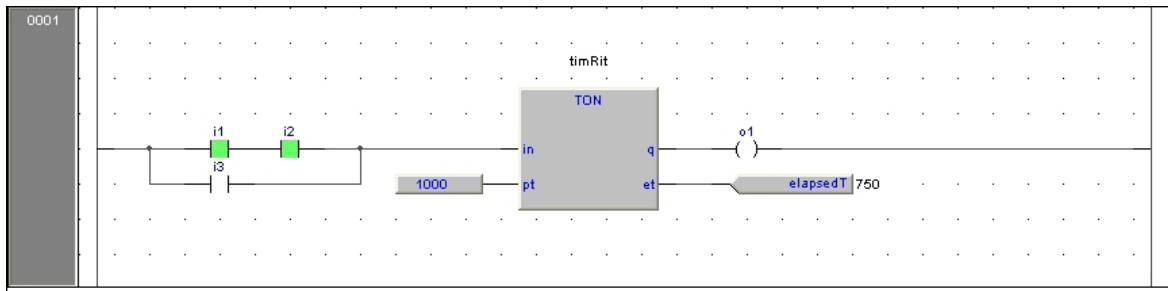 0001
timRit
TON
i1 i2 o1
in q
i3
1000 pt et elapsedT 750